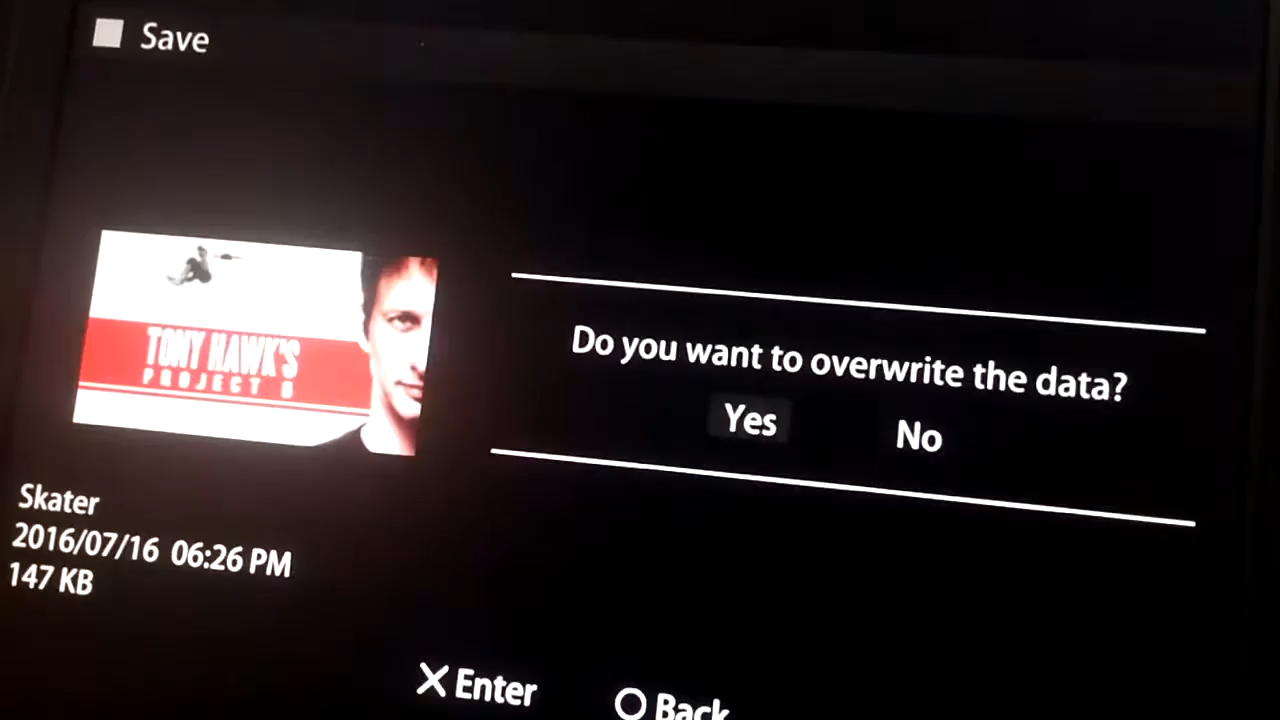 Save
TONY HAWK'S
PROJECT 8
Do you want to overwrite the data?
Yes No
Skater
2016/07/16 06:26 PM
147 KB
Enter Back